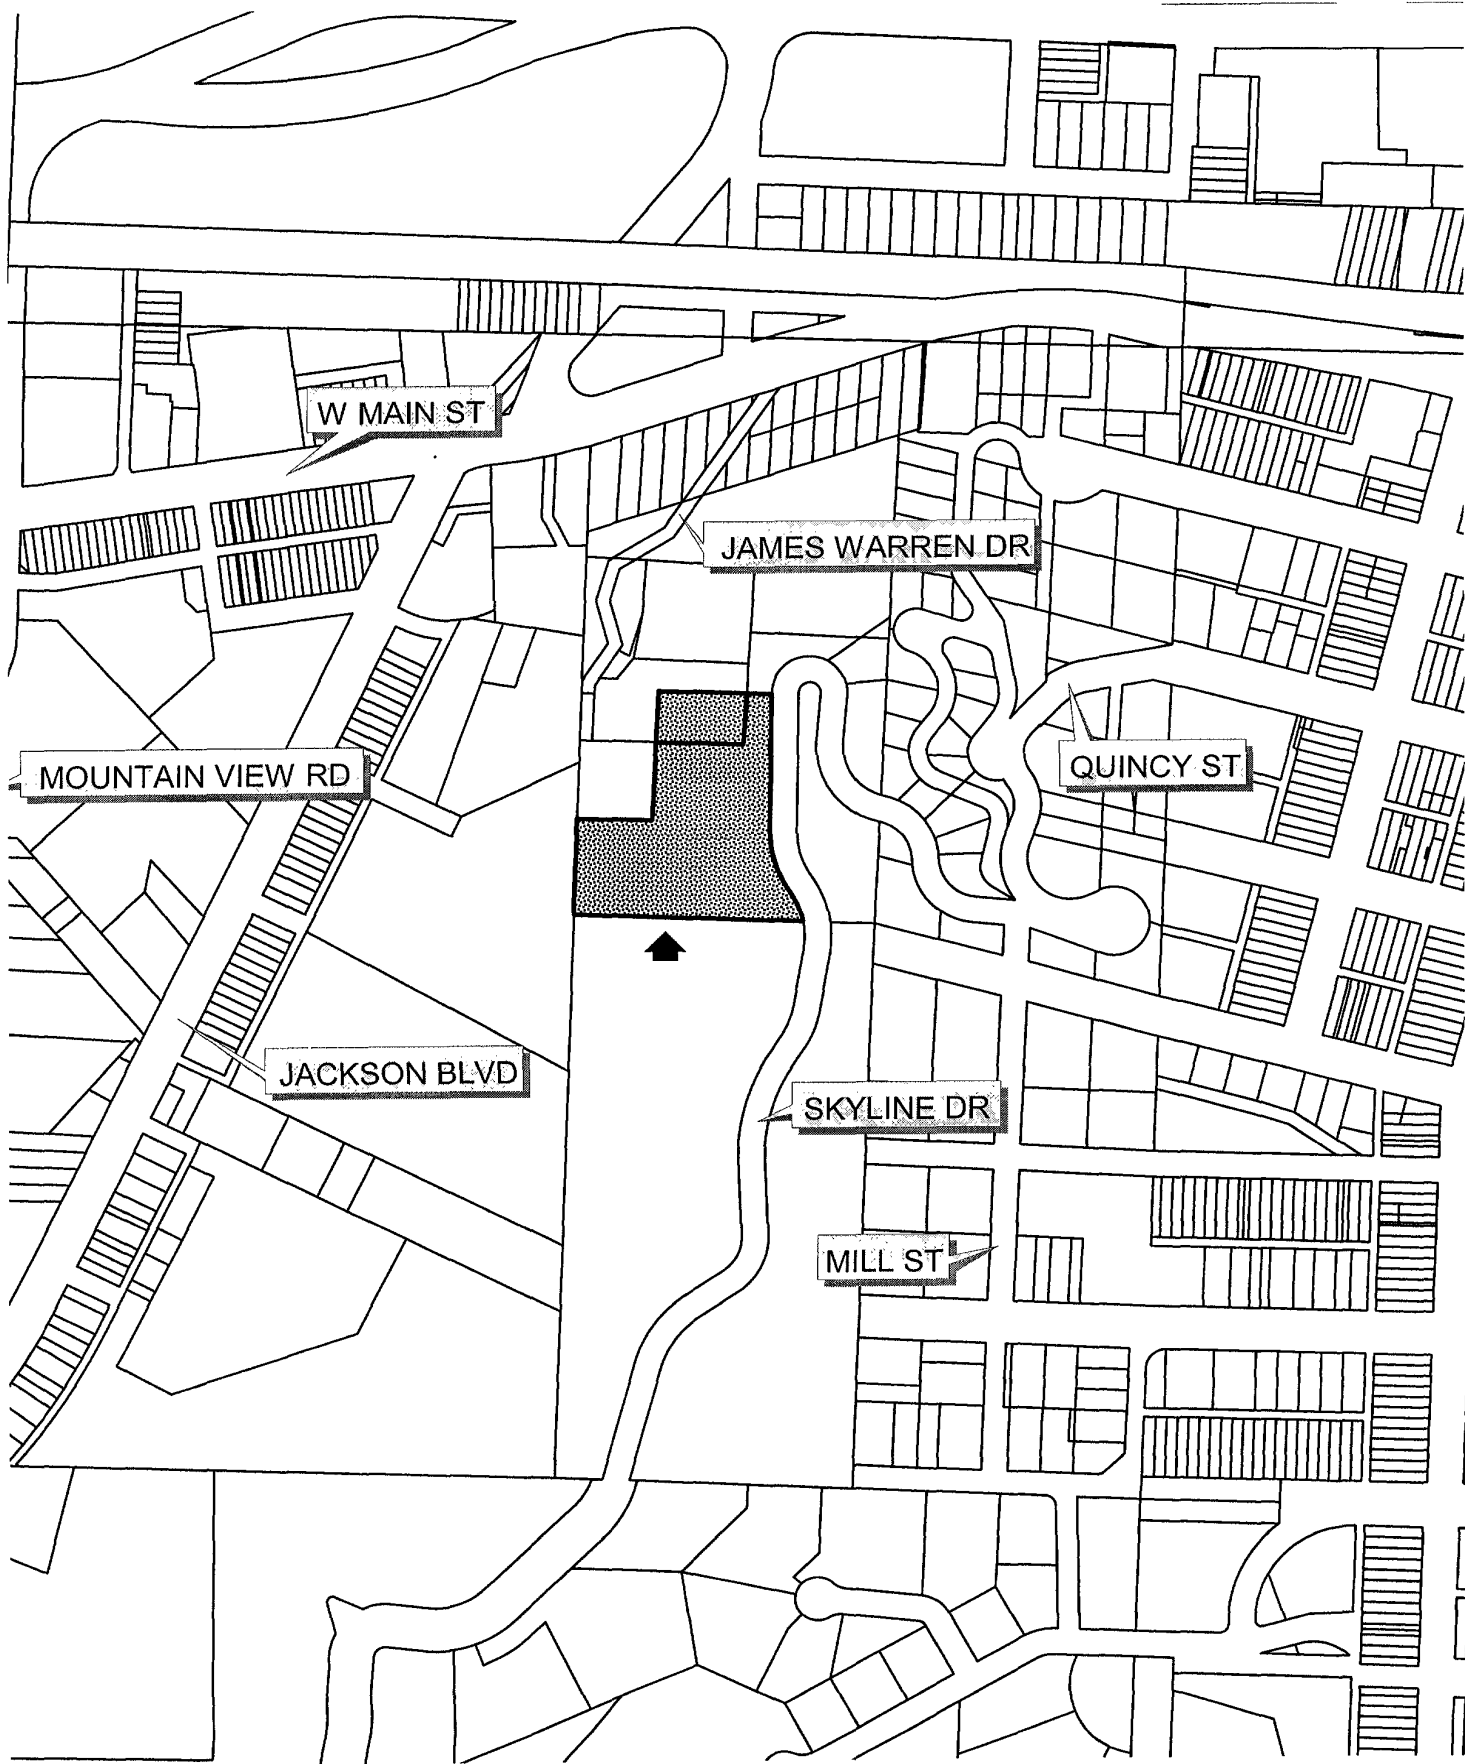 W MAIN ST
JAMES WARREN DR
MOUNTAIN VIEW RD
QUINCY ST
JACKSON BLVD
SKYLINE DR
MILL ST